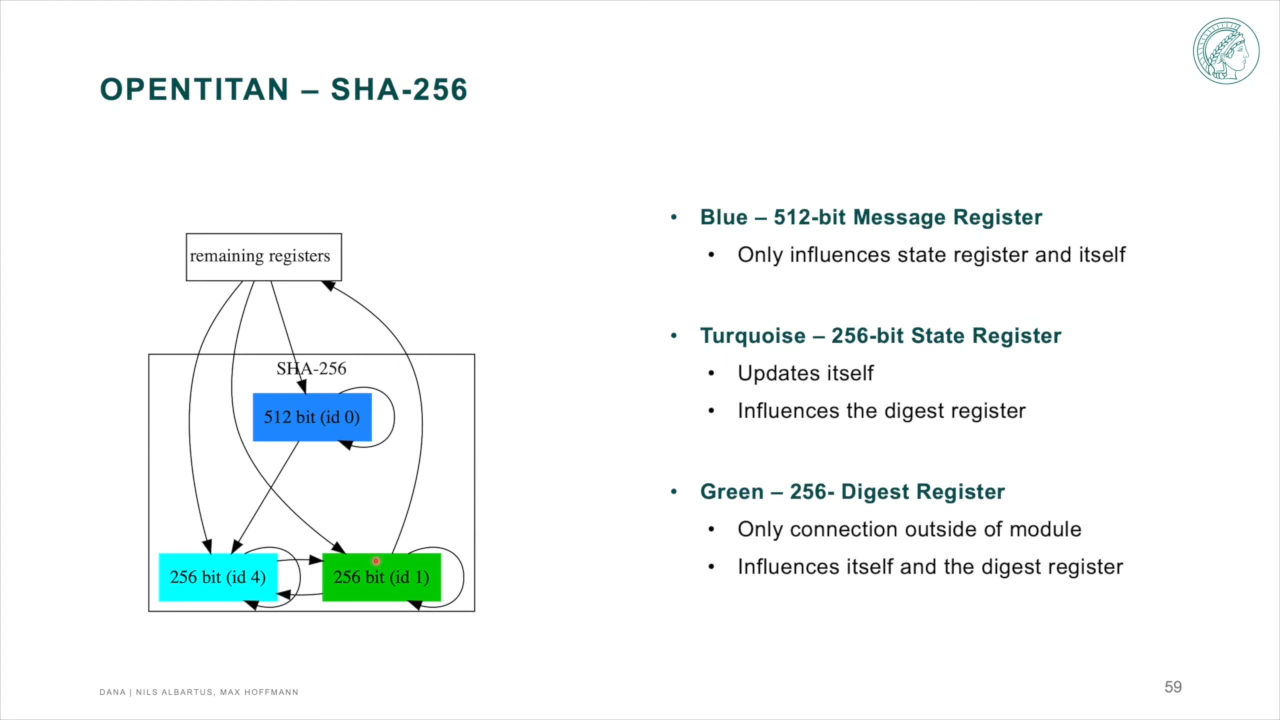 OPENTITAN – SHA-256
remaining registers
SHA-256
512 bit (id 0)
256 bit (id 4)
256 bit (id 1)
• Blue – 512-bit Message Register
• Only influences state register and itself
• Turquoise – 256-bit State Register
• Updates itself
• Influences the digest register
• Green – 256- Digest Register
• Only connection outside of module
• Influences itself and the digest register
DANA | NILS ALBARTUS, MAX HOFFMANN
59